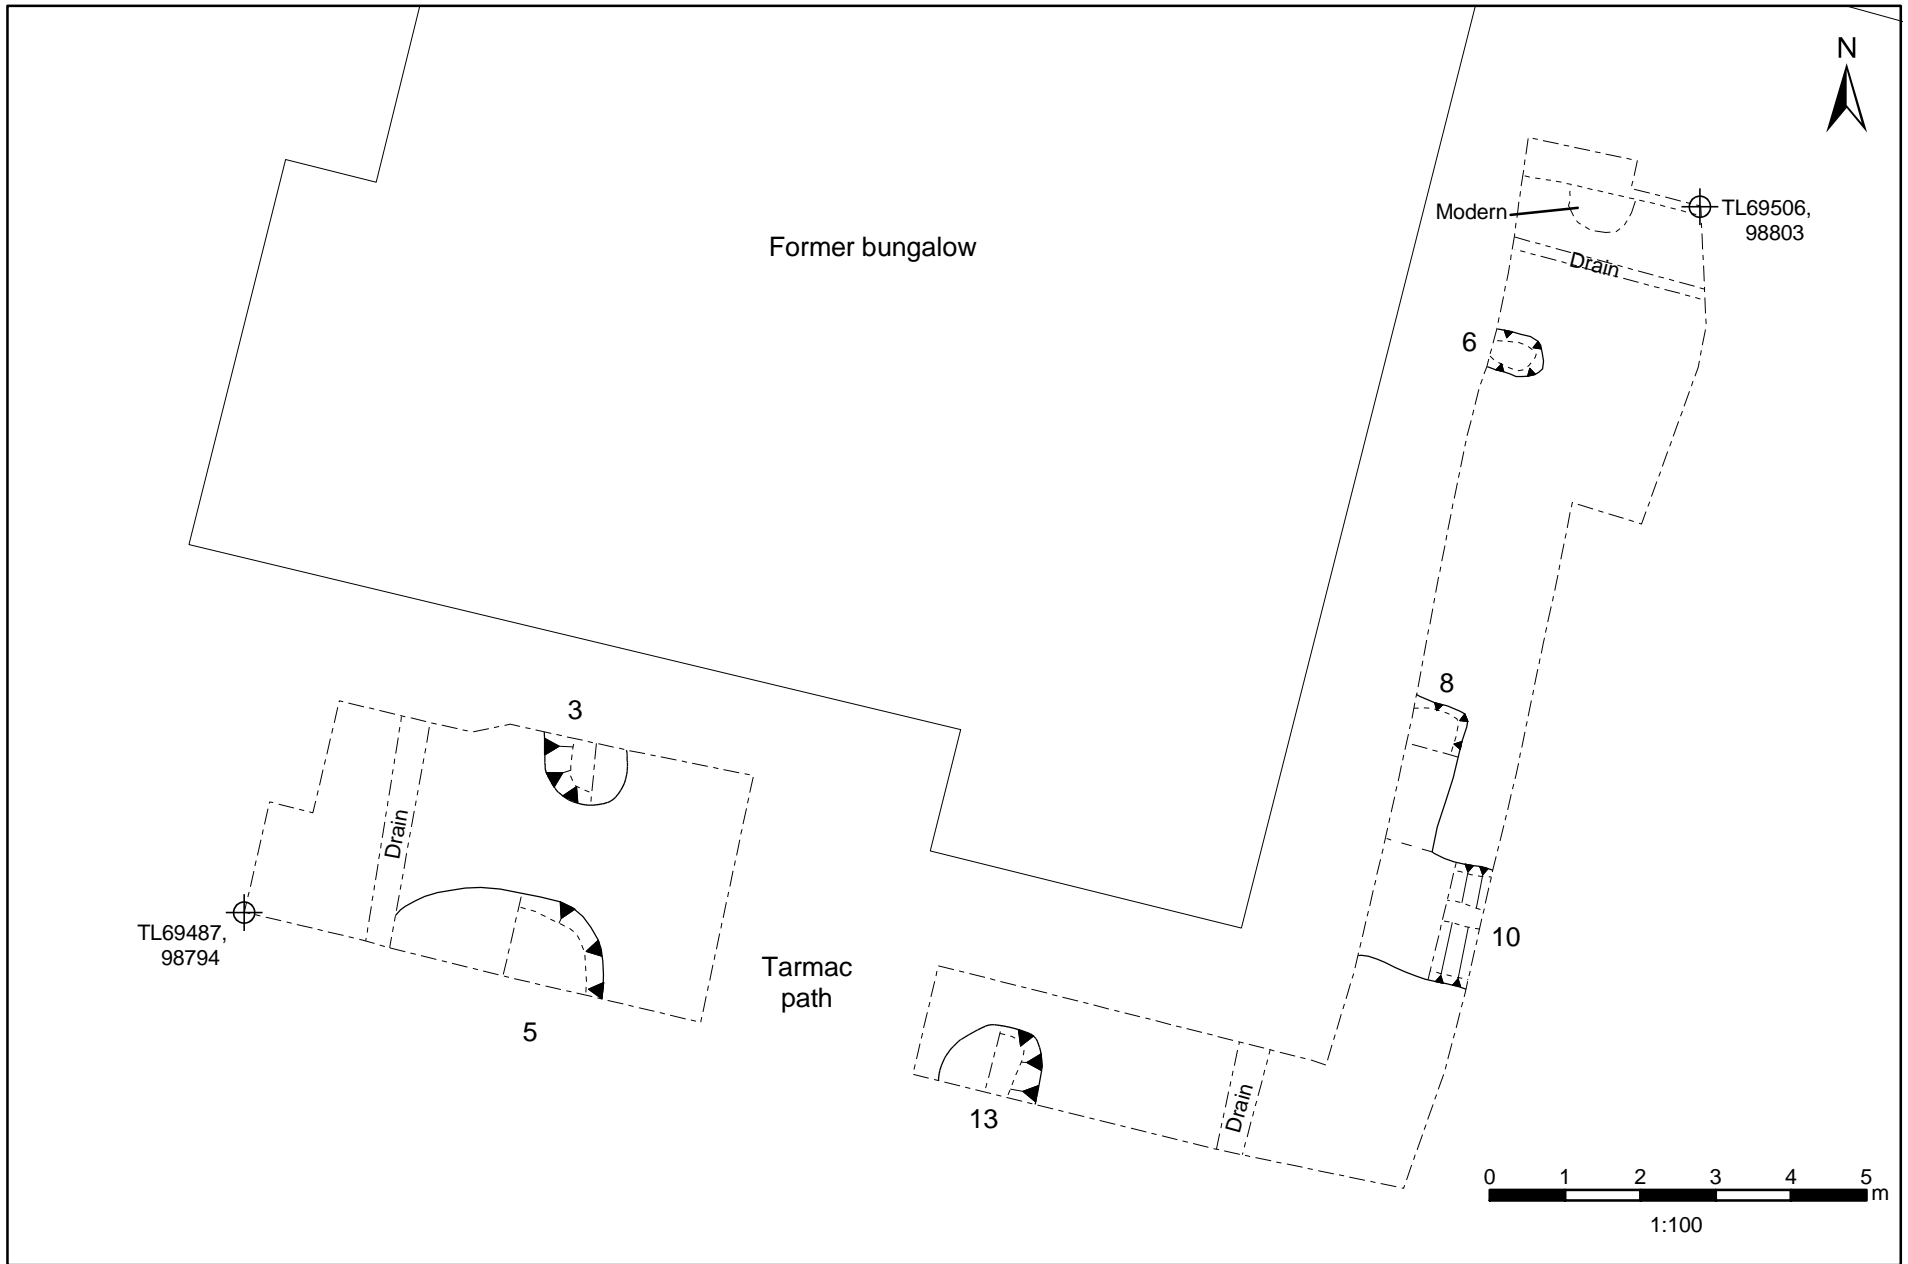 N
Modern
TL69506,
98803
Former bungalow
Drain
6
8
3
Drain
TL69487,
98794
10
Tarmac
path
5
13
Drain
0 1 2 3 4 5 m
1:100